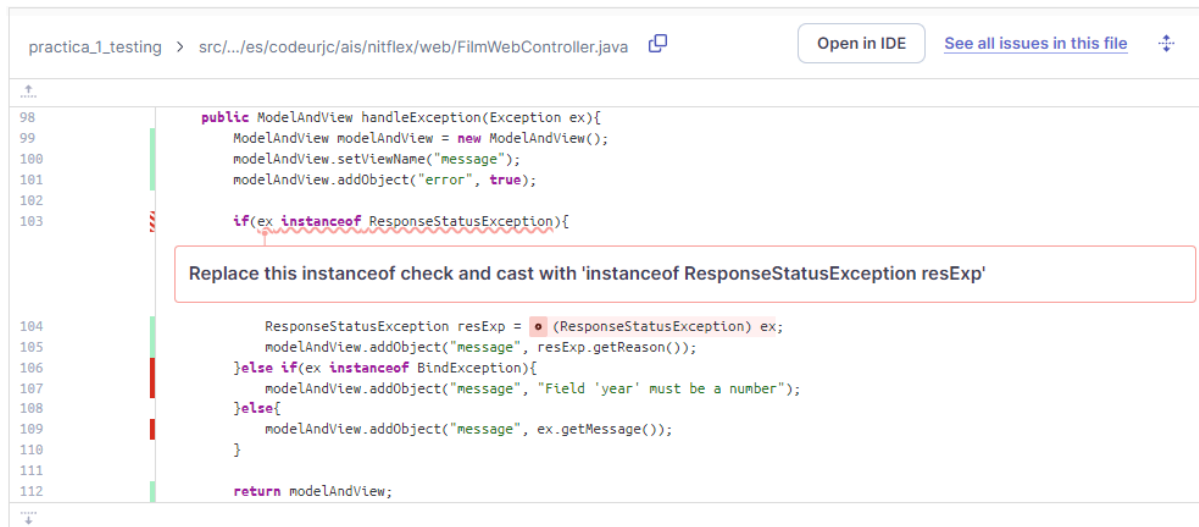 practica_1_testing > src/.../es/codeurjc/ais/nitflex/web/FilmWebController.java Open in IDE See all issues in this file
98 public ModelAndView handleException(Exception ex){
99 ModelAndView modelAndView = new ModelAndView();
100 modelAndView.setViewName("message");
101 modelAndView.addObject("error", true);
102
103 if(ex instanceof ResponseStatusException){
Replace this instanceof check and cast with 'instanceof ResponseStatusException resExp'
104 ResponseStatusException resExp = (ResponseStatusException) ex;
105 modelAndView.addObject("message", resExp.getReason());
106 }else if(ex instanceof BindException){
107 modelAndView.addObject("message", "Field 'year' must be a number");
108 }else{
109 modelAndView.addObject("message", ex.getMessage());
110 }
111
112 return modelAndView;